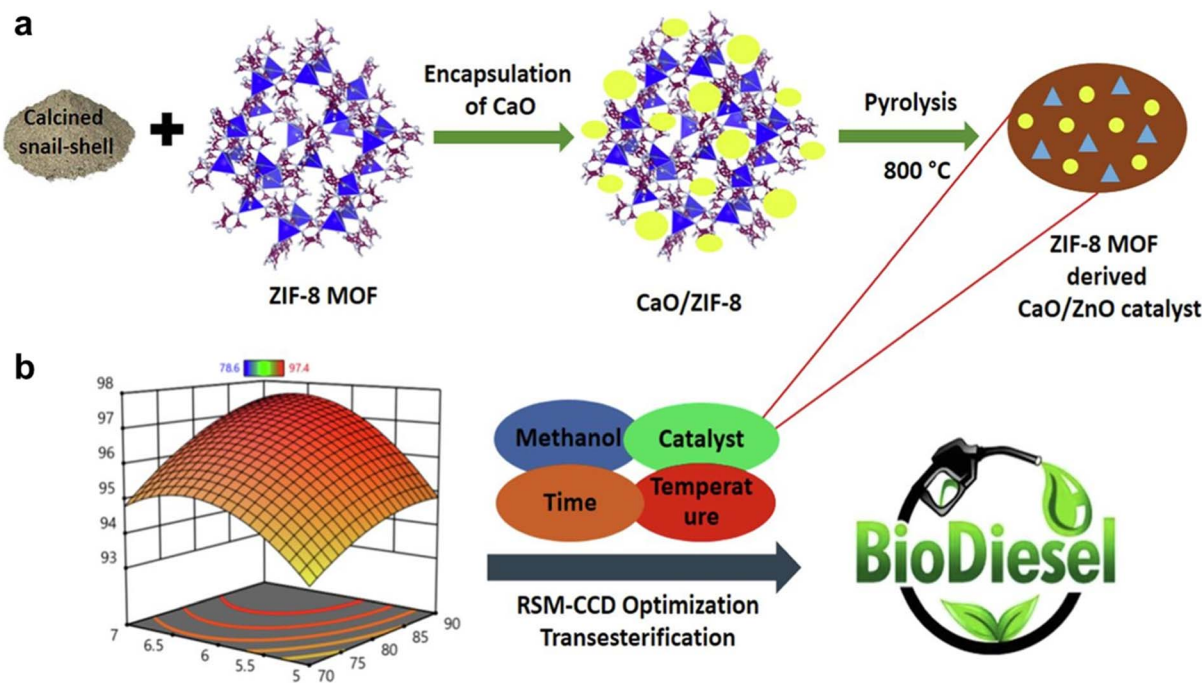 a
Calcined
snail-shell
ZIF-8 MOF
Encapsulation
of CaO
CaO/ZIF-8
Pyrolysis
800 °C
ZIF-8 MOF
derived
CaO/ZnO catalyst
b
78.6 97.4
98
97
96
95
94
93
7 6.5 6 5.5 5
70 75 80 85 90
Methanol
Catalyst
Time
Temperat
ure
RSM-CCD Optimization
Transesterification
BioDiesel